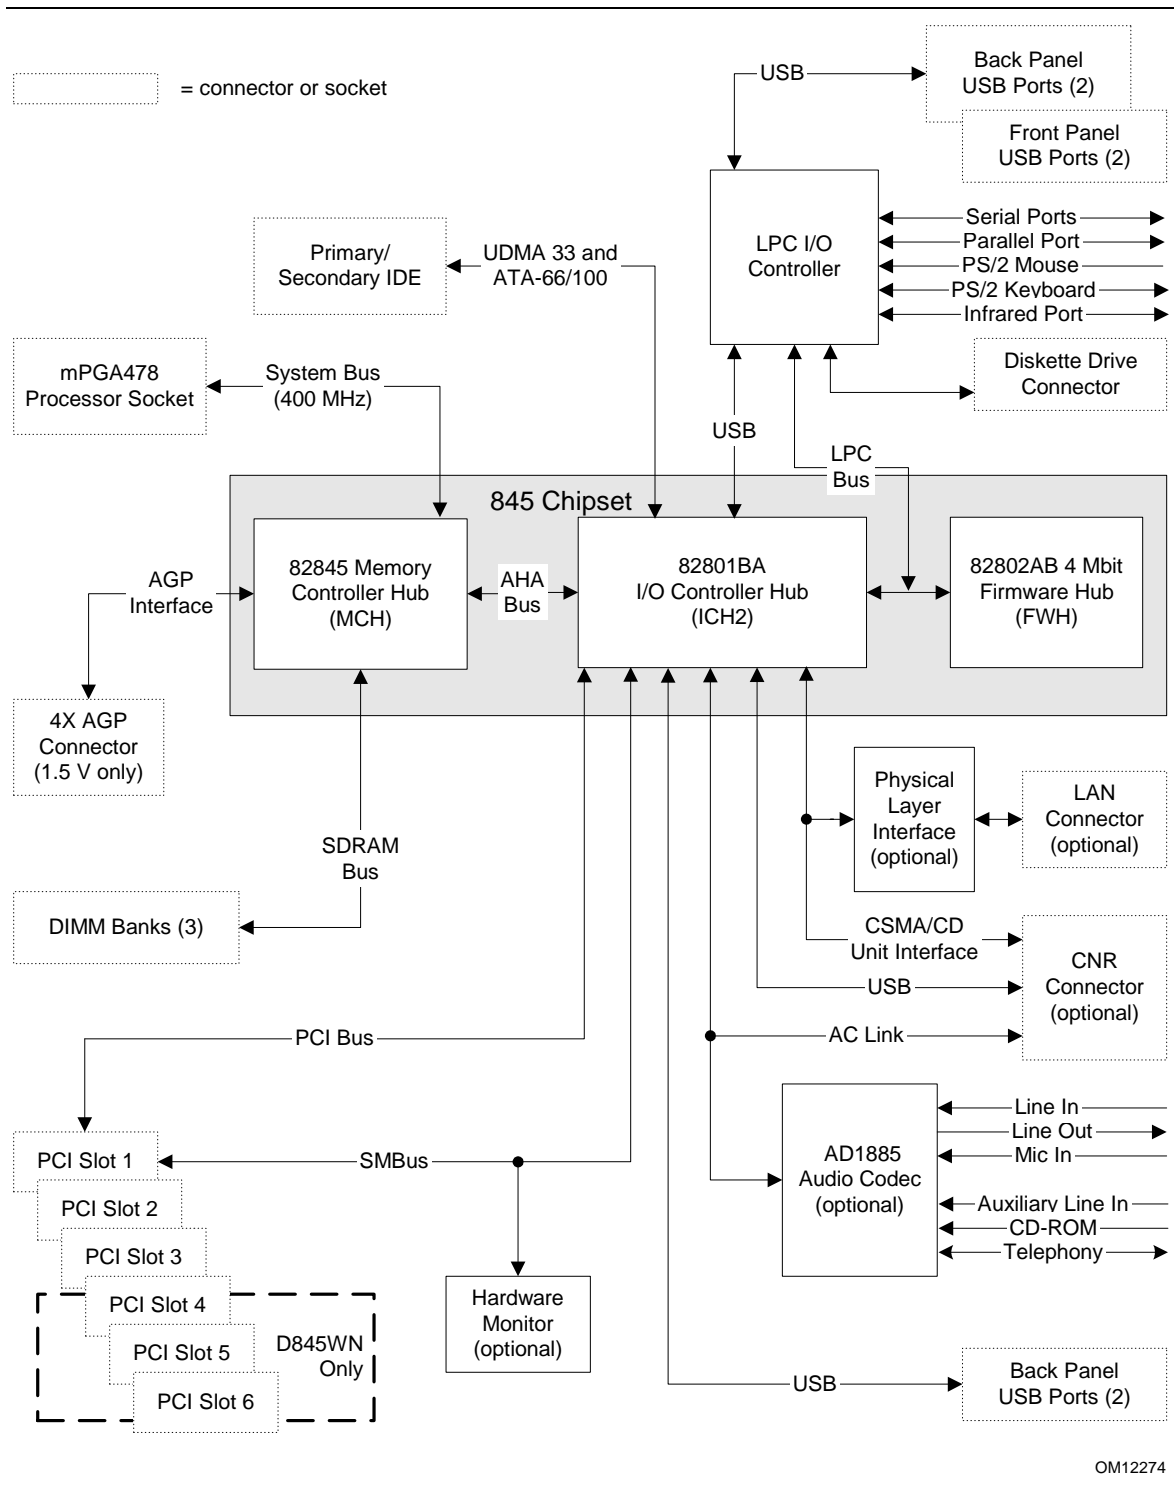 = connector or socket
USB
Back Panel
USB Ports (2)
Front Panel
USB Ports (2)
LPC I/O
Controller
Serial Ports
Parallel Port
PS/2 Mouse
PS/2 Keyboard
Infrared Port
Primary/
Secondary IDE
UDMA 33 and
ATA-66/100
mPGA478
Processor Socket
System Bus
(400 MHz)
Diskette Drive
Connector
USB
LPC
Bus
845 Chipset
82845 Memory
Controller Hub
(MCH)
AHA
Bus
82801BA
I/O Controller Hub
(ICH2)
82802AB 4 Mbit
Firmware Hub
(FWH)
AGP
Interface
4X AGP
Connector
(1.5 V only)
Physical
Layer
Interface
(optional)
LAN
Connector
(optional)
SDRAM
Bus
DIMM Banks (3)
CSMA/CD
Unit Interface
USB
AC Link
CNR
Connector
(optional)
PCI Bus
AD1885
Audio Codec
(optional)
Line In
Line Out
Mic In
Auxiliary Line In
CD-ROM
Telephony
PCI Slot 1
SMBus
PCI Slot 2
PCI Slot 3
PCI Slot 4
PCI Slot 5
PCI Slot 6
D845WN
Only
Hardware
Monitor
(optional)
USB
Back Panel
USB Ports (2)
OM12274